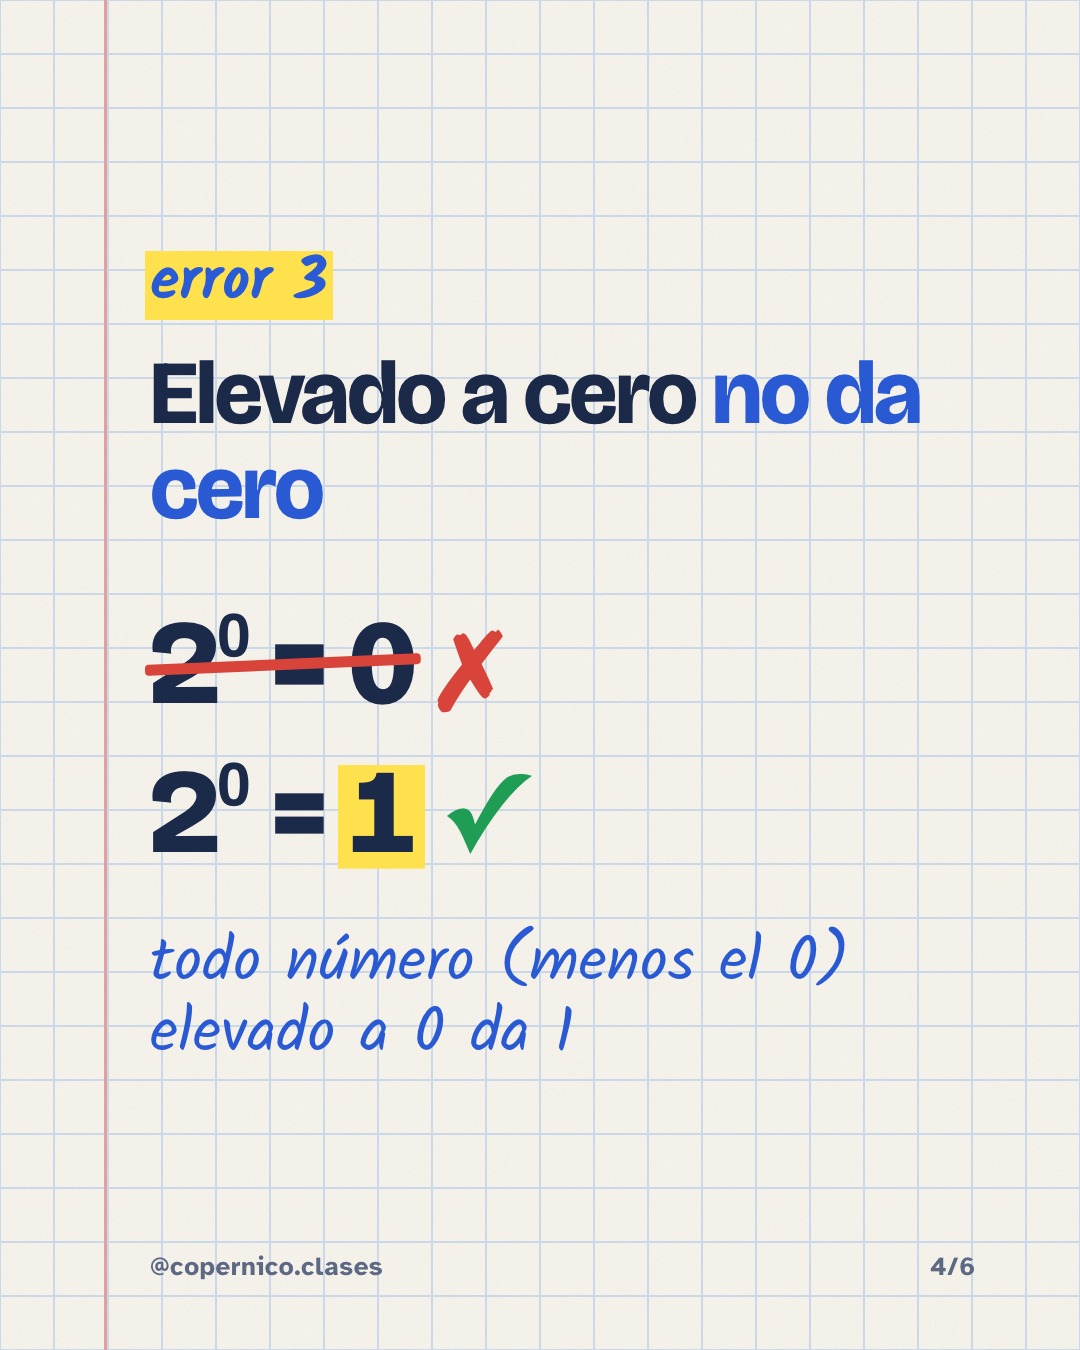 error 3
Elevado a cero no da
cero
2⁰ = 0 ✗
2⁰ = 1 ✓
todo número (menos el 0)
elevado a 0 da 1
@copernico.clases
4/6